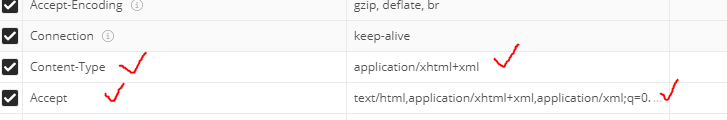 Accept-Encoding gzip, deflate, br
Connection keep-alive
Content-Type application/xhtml+xml
Accept text/html,application/xhtml+xml,application/xml;q=0. ...